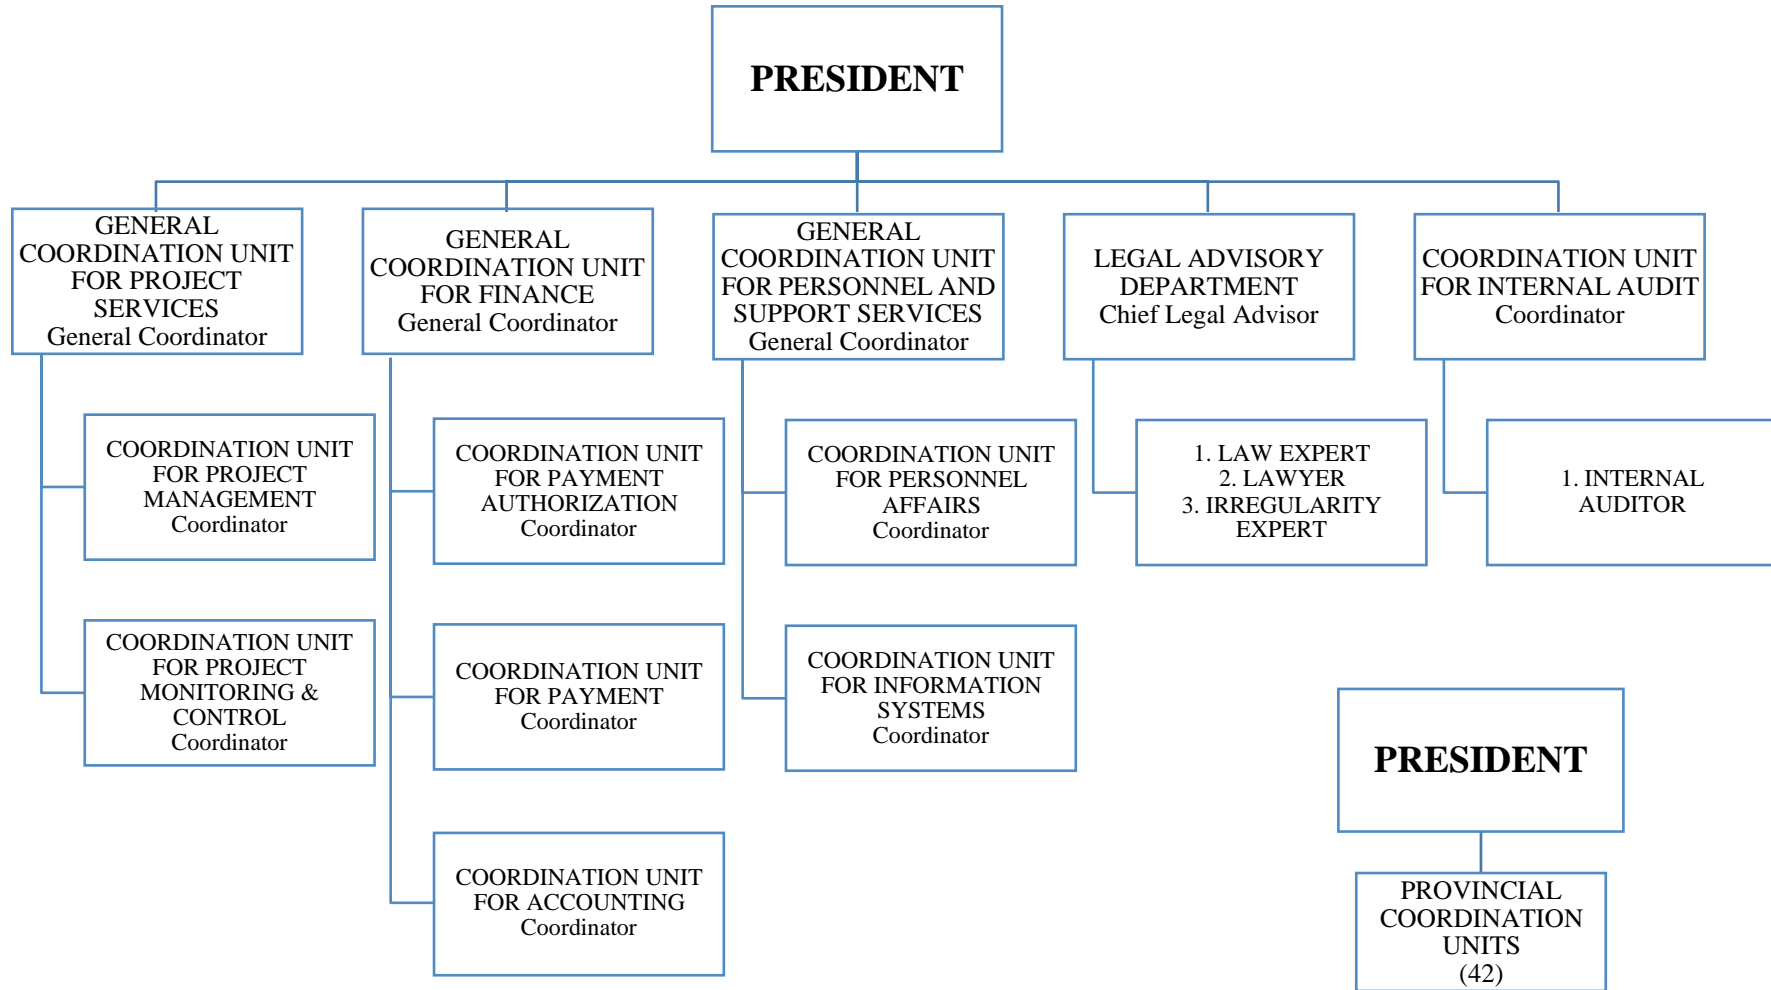 PRESIDENT
GENERAL
COORDINATION UNIT
FOR PROJECT
SERVICES
General Coordinator
GENERAL
COORDINATION UNIT
FOR FINANCE
General Coordinator
GENERAL
COORDINATION UNIT
FOR PERSONNEL AND
SUPPORT SERVICES
General Coordinator
LEGAL ADVISORY
DEPARTMENT
Chief Legal Advisor
COORDINATION UNIT
FOR INTERNAL AUDIT
Coordinator
COORDINATION UNIT
FOR PROJECT
MANAGEMENT
Coordinator
COORDINATION UNIT
FOR PAYMENT
AUTHORIZATION
Coordinator
COORDINATION UNIT
FOR PERSONNEL
AFFAIRS
Coordinator
1. LAW EXPERT
2. LAWYER
3. IRREGULARITY
EXPERT
1. INTERNAL
AUDITOR
COORDINATION UNIT
FOR PROJECT
MONITORING &
CONTROL
Coordinator
COORDINATION UNIT
FOR PAYMENT
Coordinator
COORDINATION UNIT
FOR INFORMATION
SYSTEMS
Coordinator
COORDINATION UNIT
FOR ACCOUNTING
Coordinator
PRESIDENT
PROVINCIAL
COORDINATION
UNITS
(42)